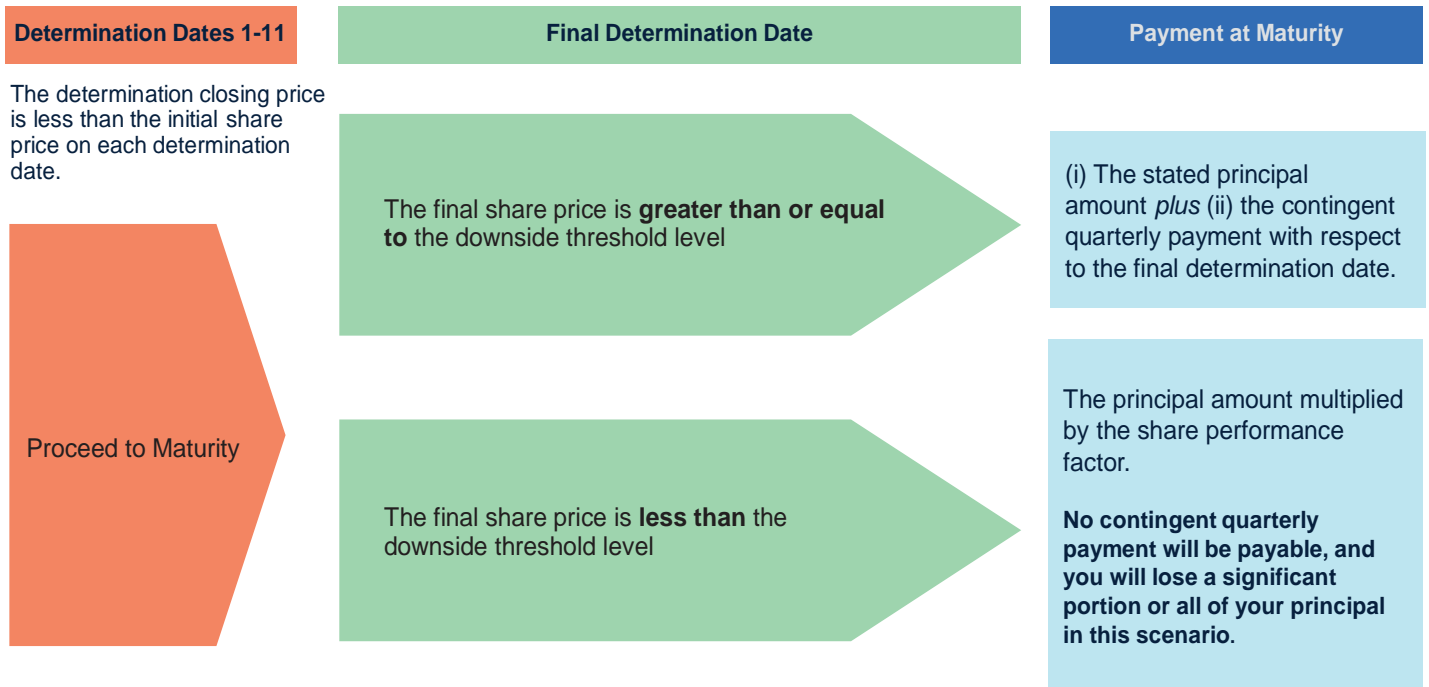 Determination Dates 1-11
Final Determination Date
Payment at Maturity
The determination closing price
is less than the initial share
price on each determination
date.
Proceed to Maturity
The final share price is greater than or equal
to the downside threshold level
(i) The stated principal
amount plus (ii) the contingent
quarterly payment with respect
to the final determination date.
The final share price is less than the
downside threshold level
The principal amount multiplied
by the share performance
factor.
No contingent quarterly
payment will be payable, and
you will lose a significant
portion or all of your principal
in this scenario.